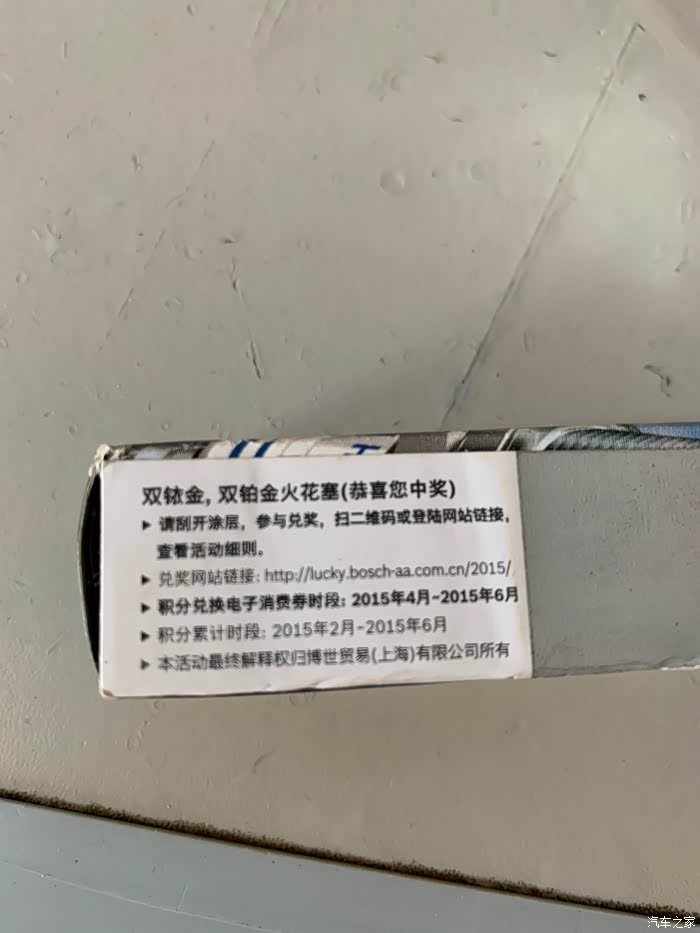 双铱金, 双铂金火花塞(恭喜您中奖)
▶ 请刮开涂层，参与兑奖，扫二维码或登陆网站链接，
查看活动细则。
▶ 兑奖网站链接: http://lucky.bosch-aa.com.cn/2015/
▶ 积分兑换电子消费券时段: 2015年4月-2015年6月
▶ 积分累计时段: 2015年2月-2015年6月
▶ 本活动最终解释权归博世贸易(上海)有限公司所有
汽车之家